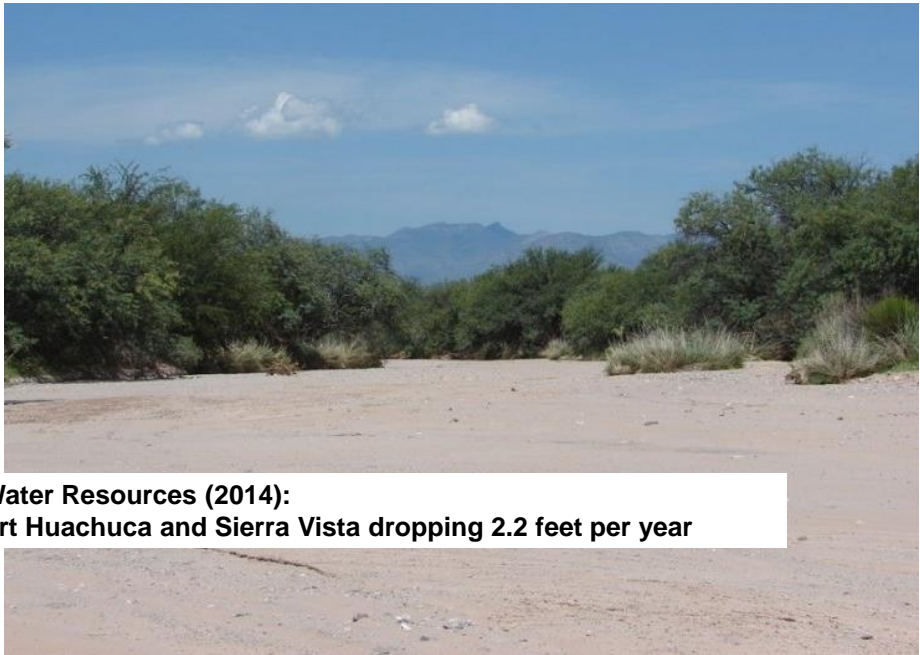 Water Resources (2014):
rt Huachuca and Sierra Vista dropping 2.2 feet per year